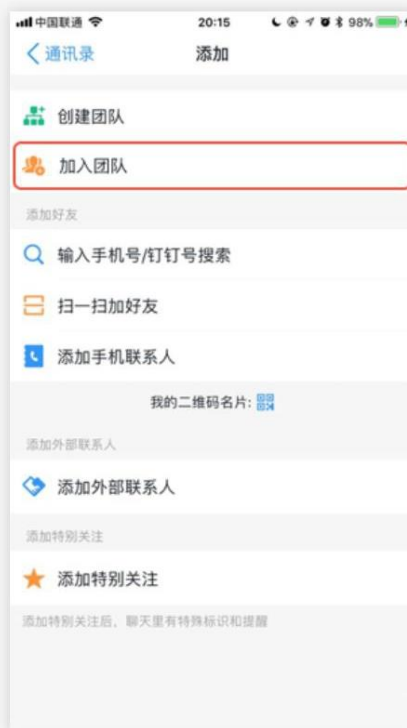 中国联通 20:15 98%
通讯录 添加
创建团队
加入团队
添加好友
输入手机号/钉钉号搜索
扫一扫加好友
添加手机联系人
我的二维码名片:
添加外部联系人
添加外部联系人
添加特别关注
添加特别关注
添加特别关注后，聊天里有特殊标识和提醒